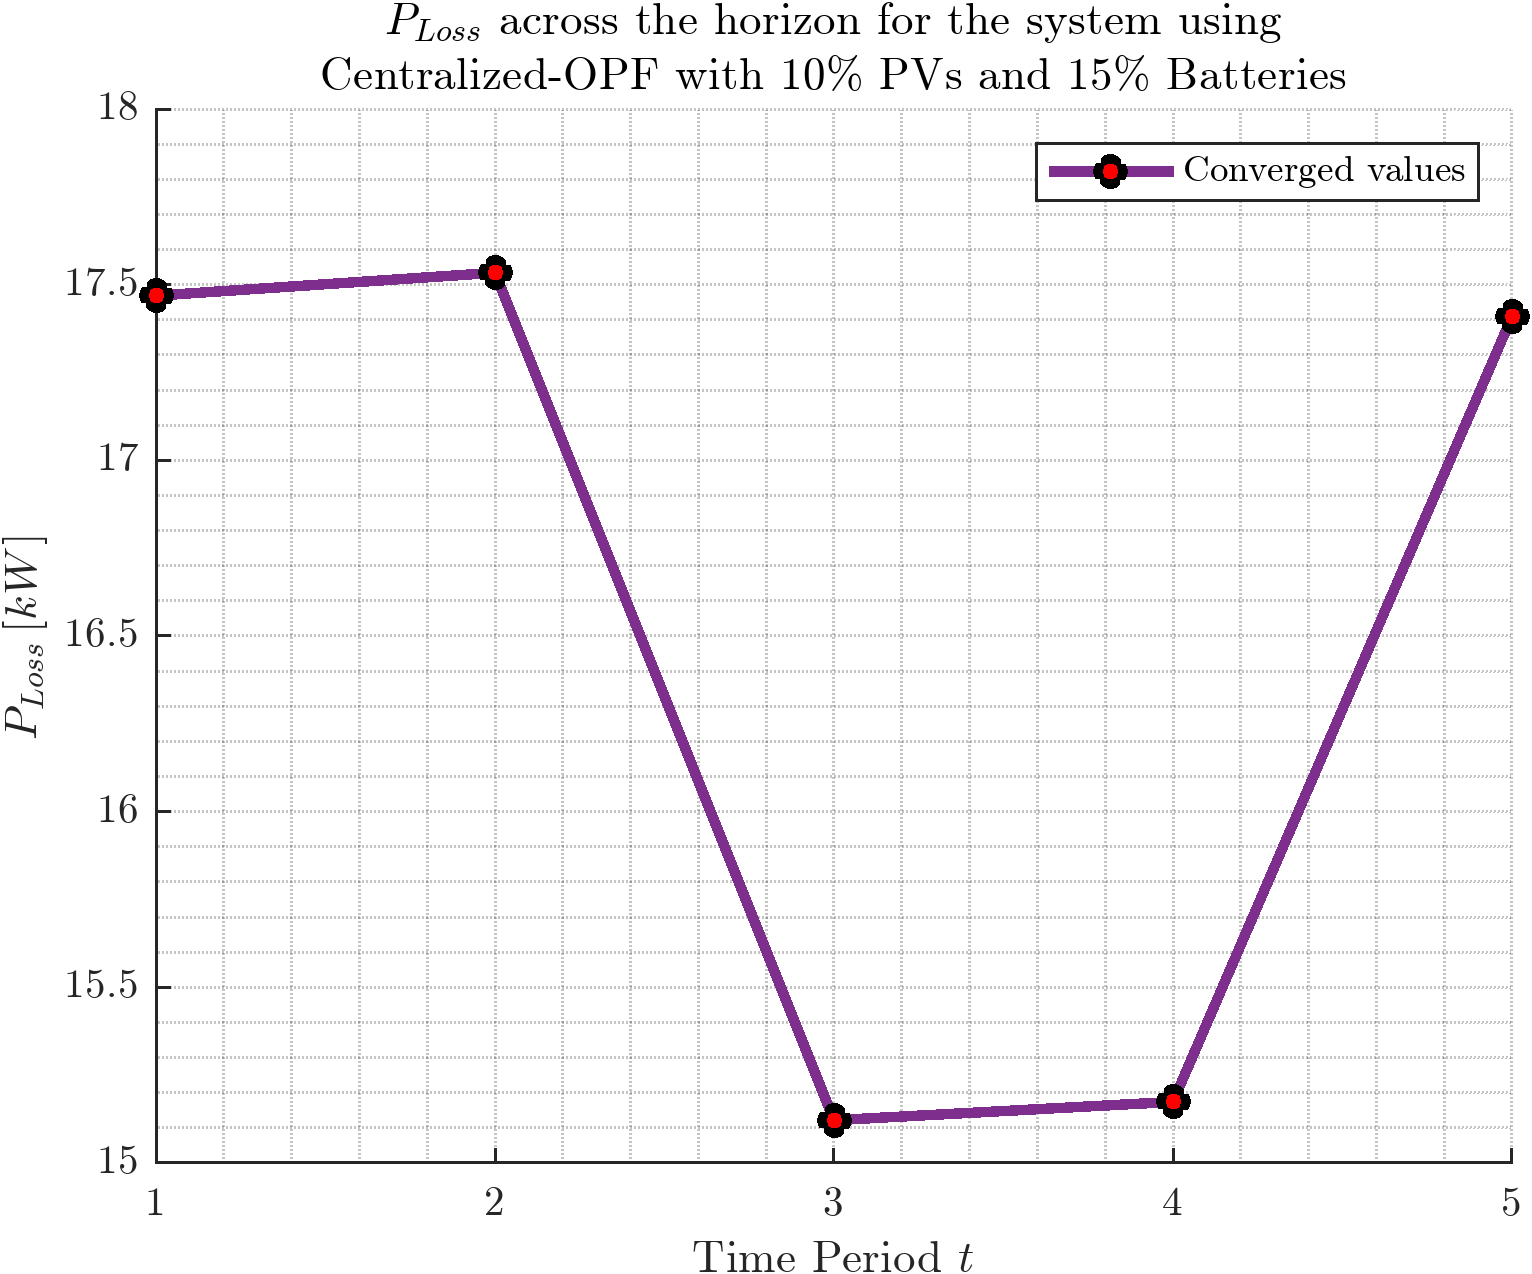 P_Loss across the horizon for the system using
Centralized-OPF with 10% PVs and 15% Batteries
Converged values
P_Loss [kW]
18
17.5
17
16.5
16
15.5
15
1 2 3 4 5
Time Period t